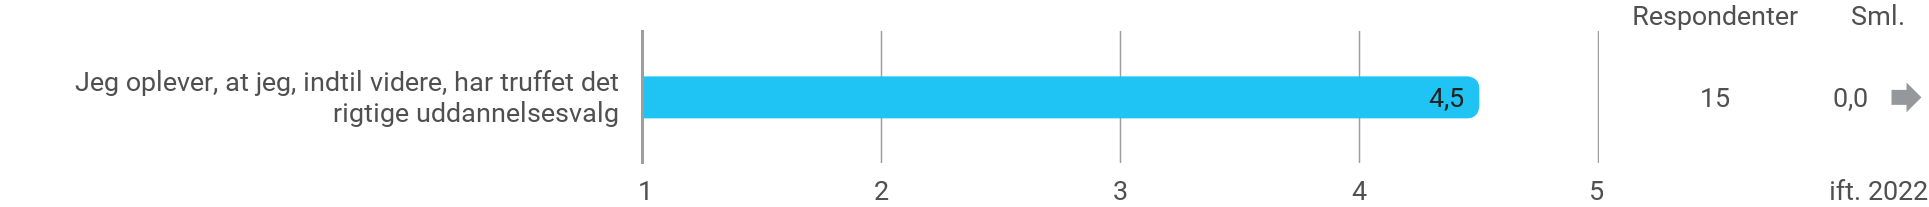 Respondenter Sml.
Jeg oplever, at jeg, indtil videre, har truffet det
rigtige uddannelsesvalg
4,5 15 0,0
1 2 3 4 5 ift. 2022